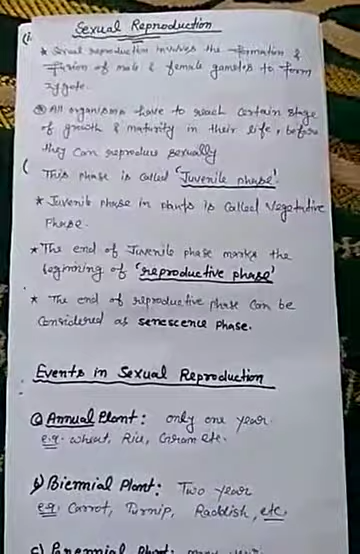 (i Sexual Reproduction
* Sexual reproduction involves the formation &
fusion of male & female gametes to form
zygote.
⊛ All organisms have to reach certain stage
of growth & maturity in their life, before
they can reproduce sexually
( This phase is called 'Juvenile phase'.
* Juvenile phase in plants is called Vegetative
Phase.
* The end of Juvenile phase marks the
beginning of 'reproductive phase'
* The end of reproductive phase can be
considered as senescence phase.
Events in Sexual Reproduction
a) Annual Plant: only one year.
e.g. wheat, Rice, Gram etc.
b) Biennial Plant: Two year
eg. Carrot, Turnip, Raddish, etc.
c) Perennial Plant: